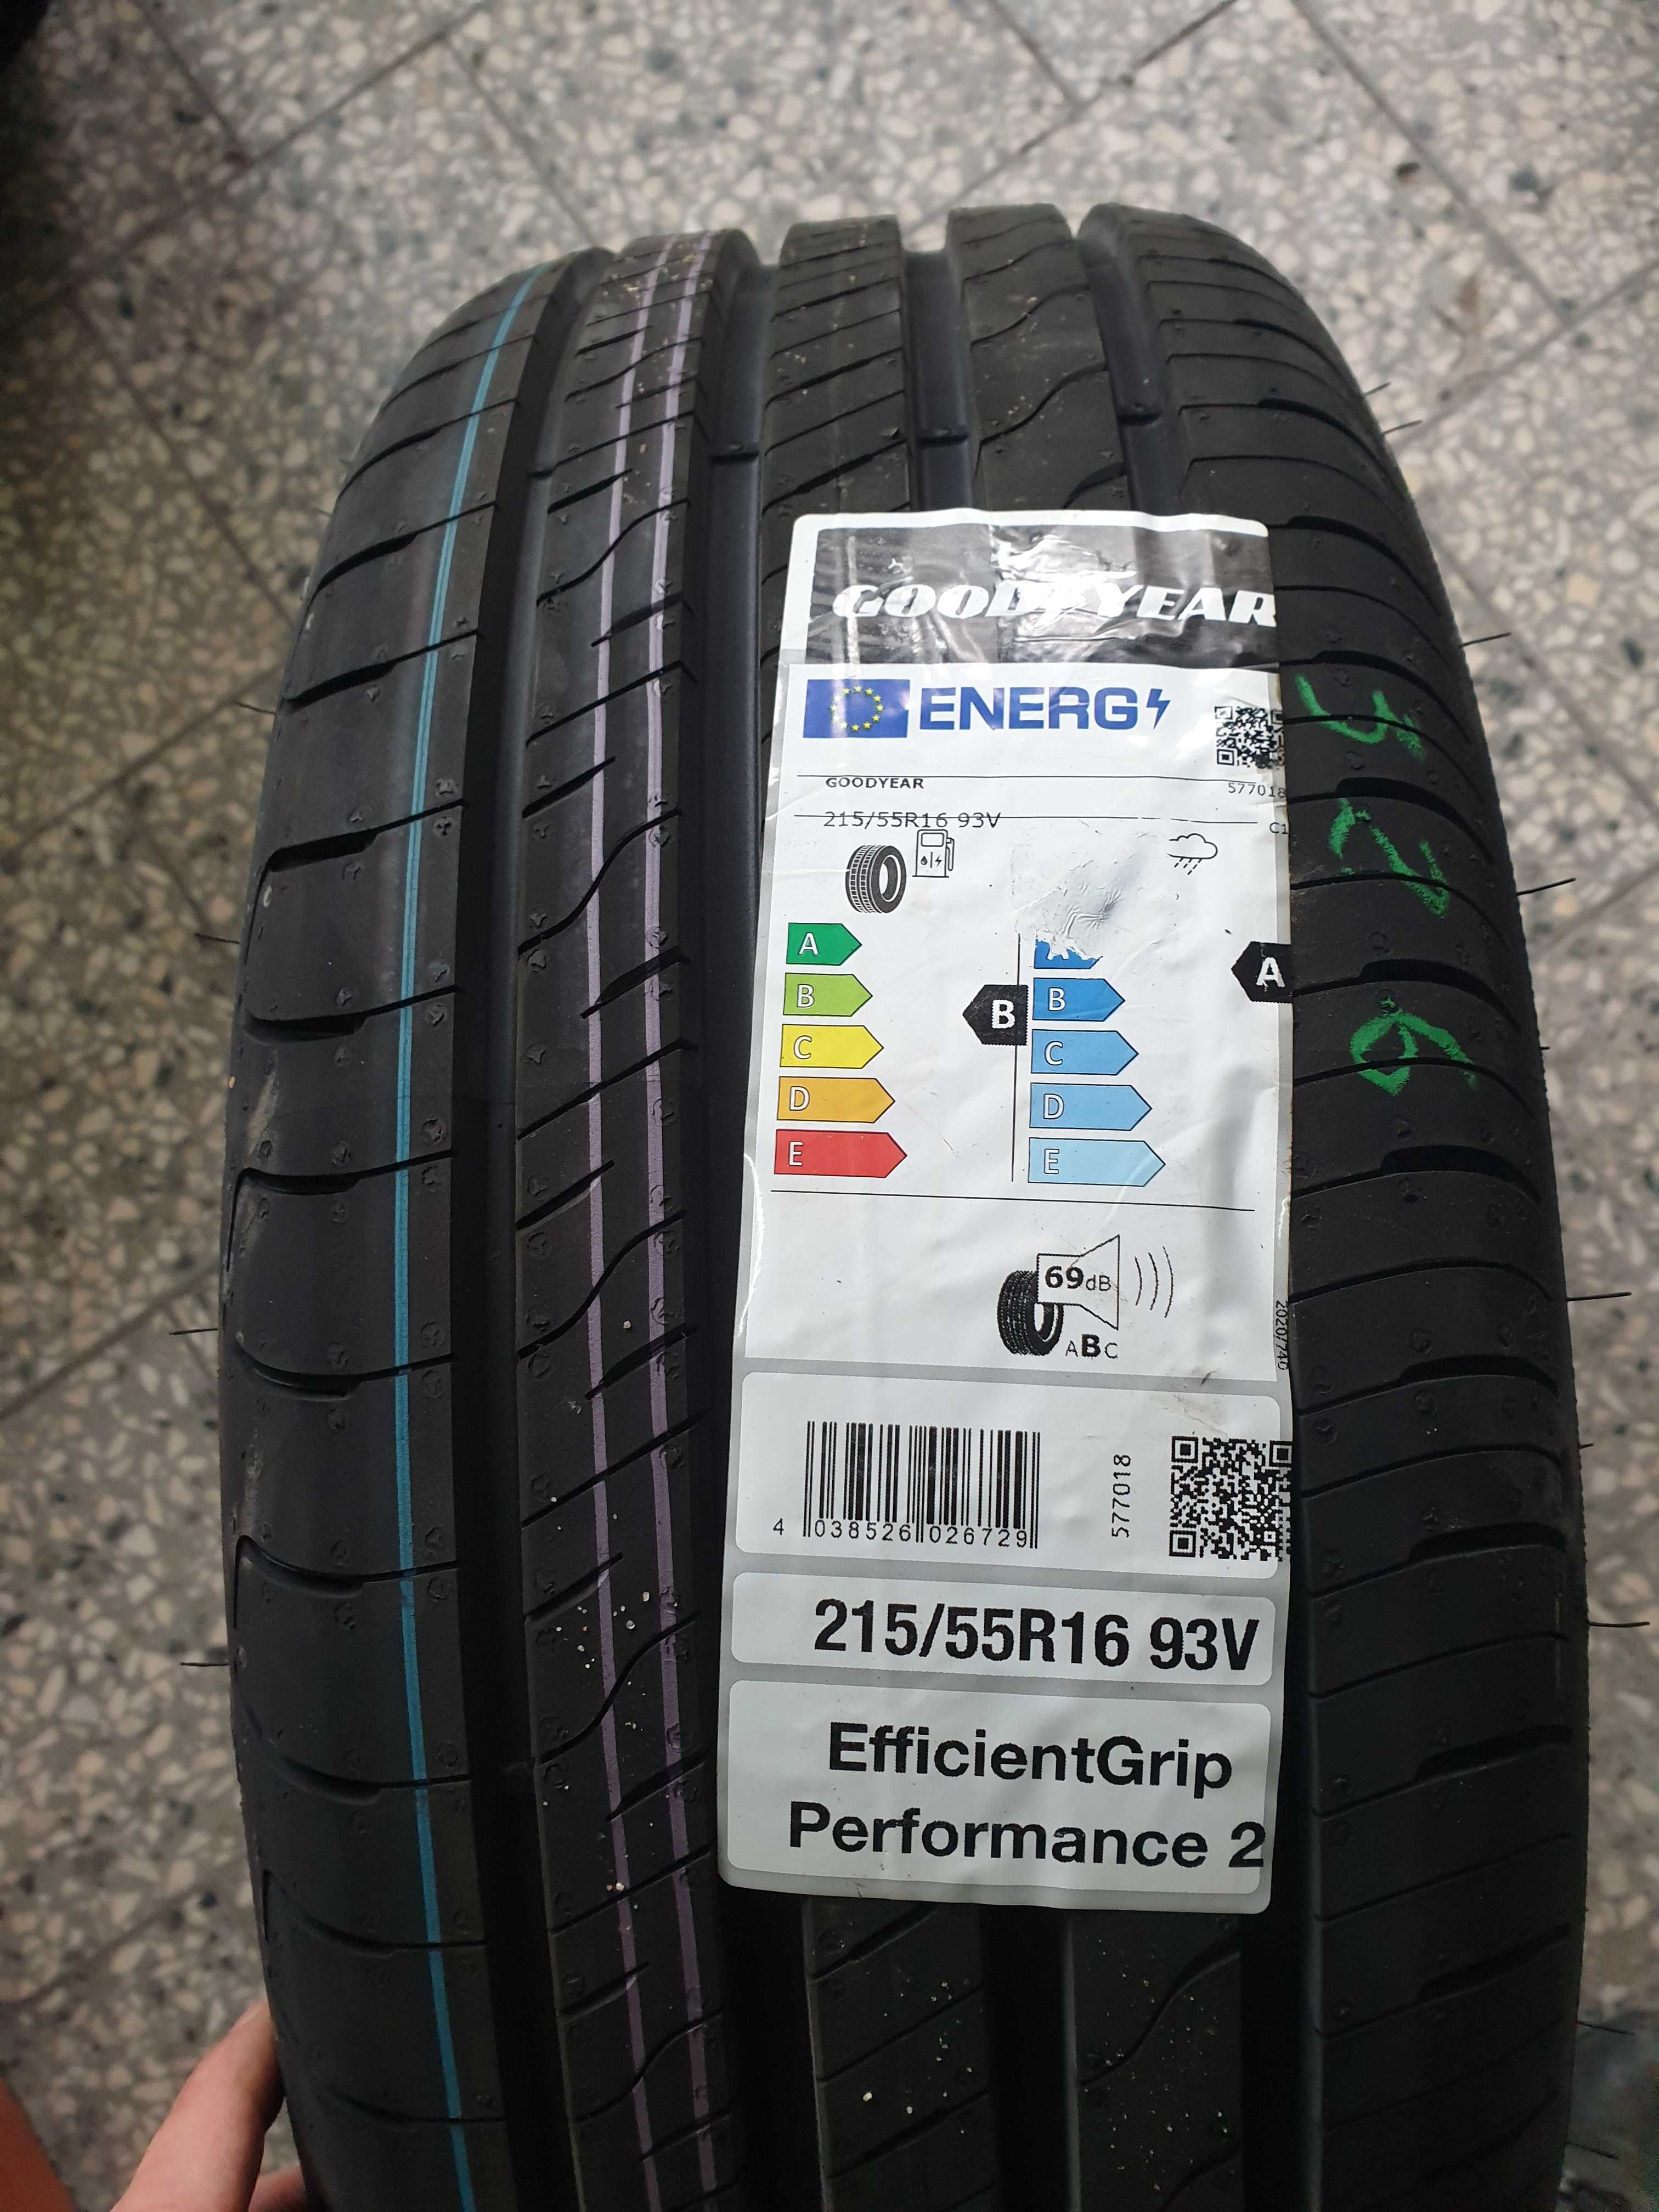 GOODYEAR
ENERG
GOODYEAR
577018
215/55R16 93V
C1
A
B
C
D
E
B
A
B
C
D
E
A
69dB
ABC
2020/740
4 038526 026729
577018
215/55R16 93V
EfficientGrip
Performance 2